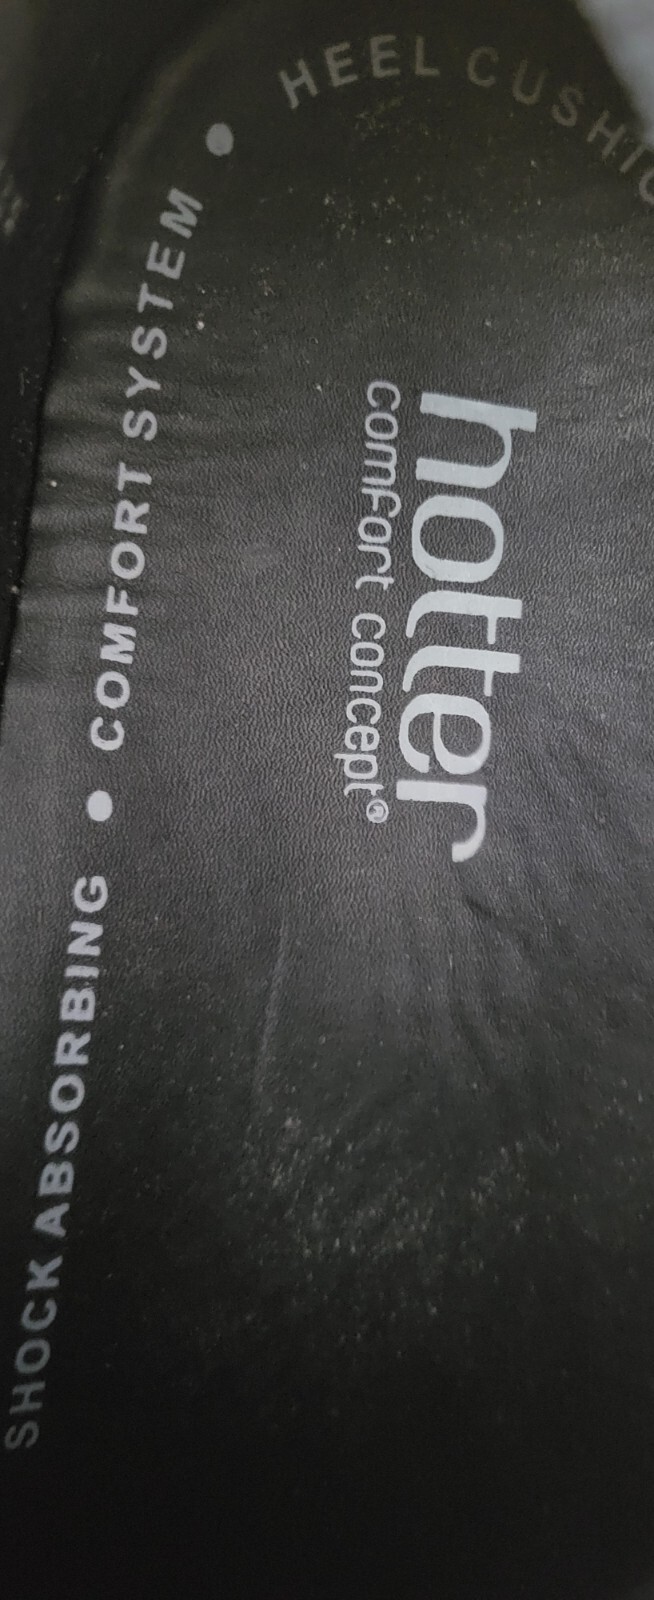 SHOCK ABSORBING ● COMFORT SYSTEM ● HEEL CUSHIO
hotter
comfort concept®